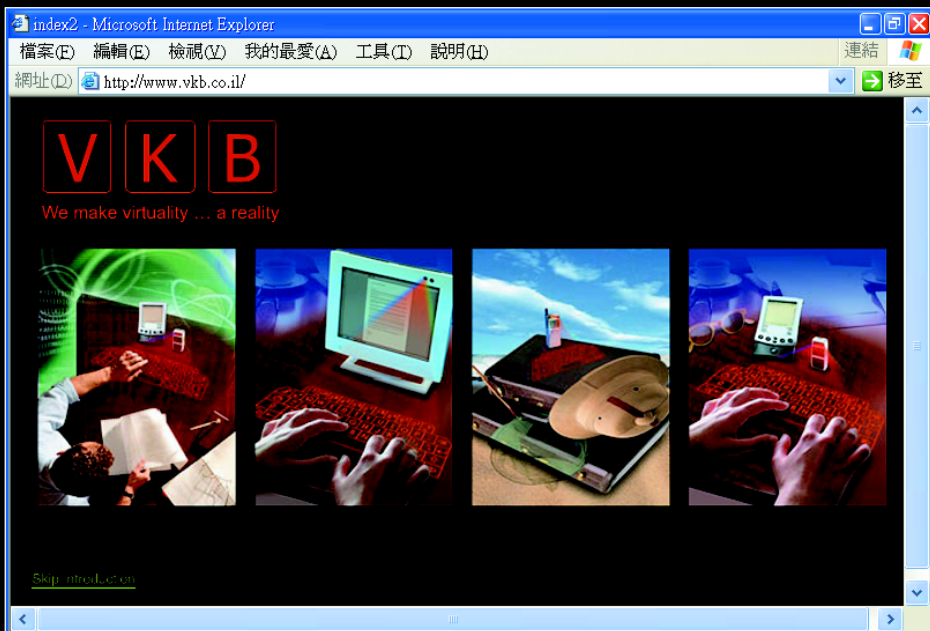 index2 - Microsoft Internet Explorer
檔案(F) 編輯(E) 檢視(V) 我的最愛(A) 工具(T) 說明(H) 連結
網址(D) http://www.vkb.co.il/ 移至
V K B
We make virtuality ... a reality
Skip introduction